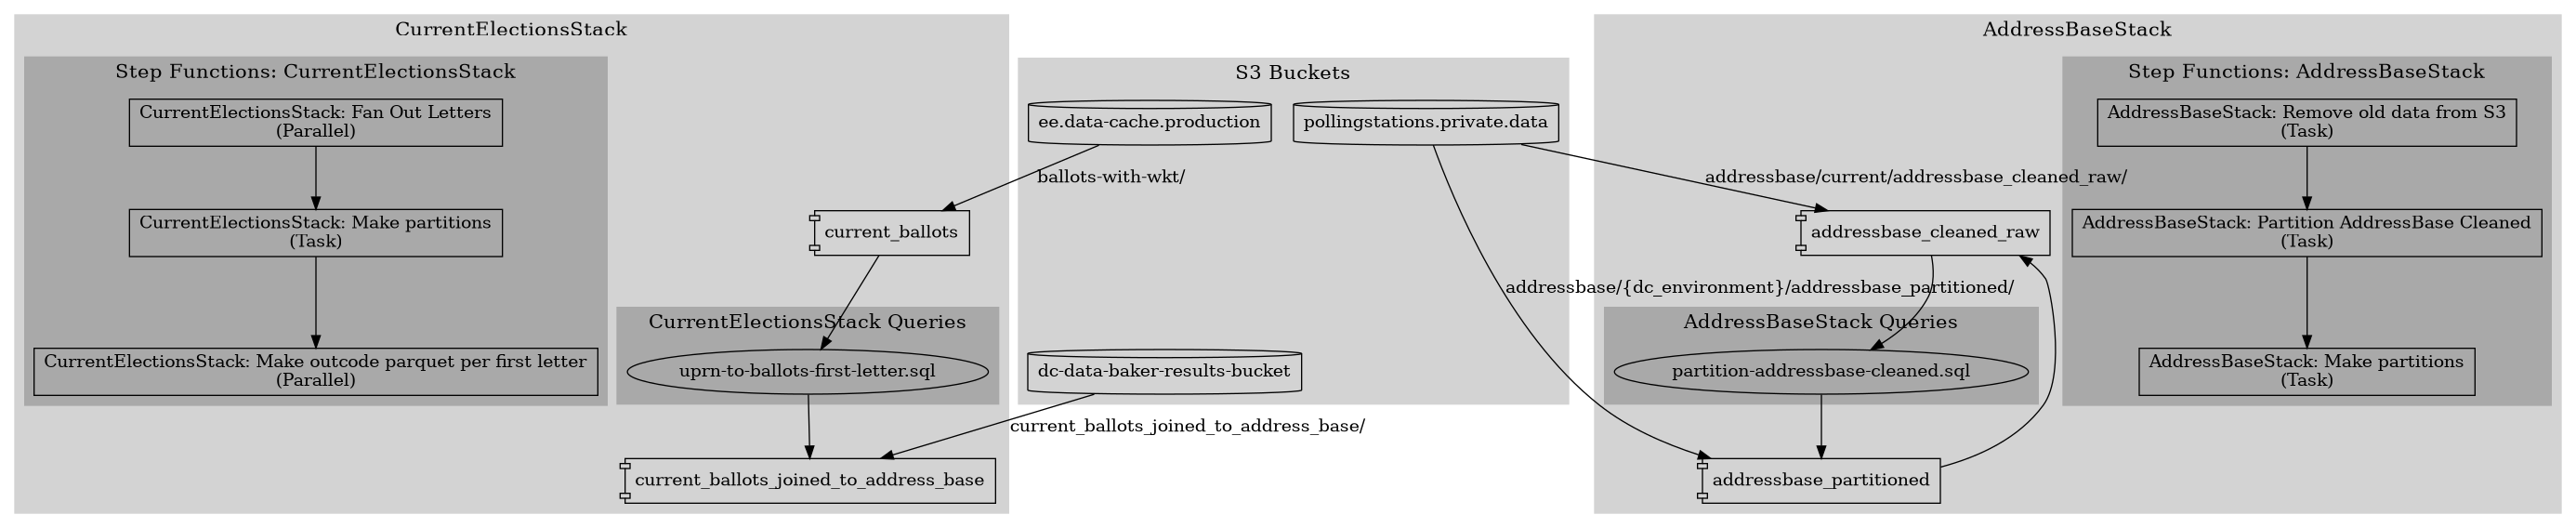 CurrentElectionsStack
Step Functions: CurrentElectionsStack
CurrentElectionsStack: Fan Out Letters
(Parallel)
CurrentElectionsStack: Make partitions
(Task)
CurrentElectionsStack: Make outcode parquet per first letter
(Parallel)
current_ballots
CurrentElectionsStack Queries
uprn-to-ballots-first-letter.sql
current_ballots_joined_to_address_base
S3 Buckets
ee.data-cache.production
pollingstations.private.data
ballots-with-wkt/
dc-data-baker-results-bucket
current_ballots_joined_to_address_base/
AddressBaseStack
addressbase/current/addressbase_cleaned_raw/
addressbase_cleaned_raw
addressbase/{dc_environment}/addressbase_partitioned/
AddressBaseStack Queries
partition-addressbase-cleaned.sql
addressbase_partitioned
Step Functions: AddressBaseStack
AddressBaseStack: Remove old data from S3
(Task)
AddressBaseStack: Partition AddressBase Cleaned
(Task)
AddressBaseStack: Make partitions
(Task)